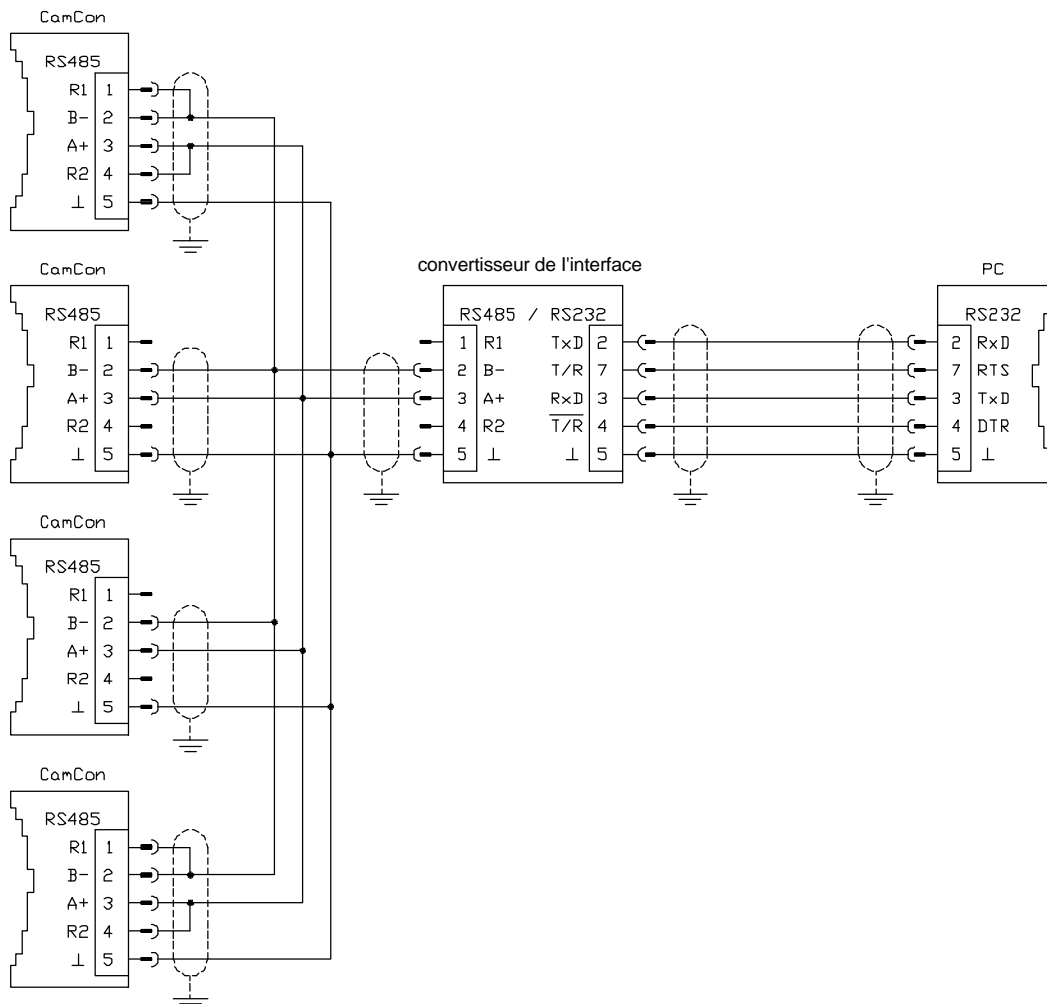 CamCon
RS485
R1 1
B- 2
A+ 3
R2 4
⊥ 5
CamCon
RS485
R1 1
B- 2
A+ 3
R2 4
⊥ 5
convertisseur de l'interface
RS485 / RS232
1 R1 TxD 2
2 B- T/R 7
3 A+ RxD 3
4 R2 T/R 4
5 ⊥ ⊥ 5
PC
RS232
2 RxD
7 RTS
3 TxD
4 DTR
5 ⊥
CamCon
RS485
R1 1
B- 2
A+ 3
R2 4
⊥ 5
CamCon
RS485
R1 1
B- 2
A+ 3
R2 4
⊥ 5